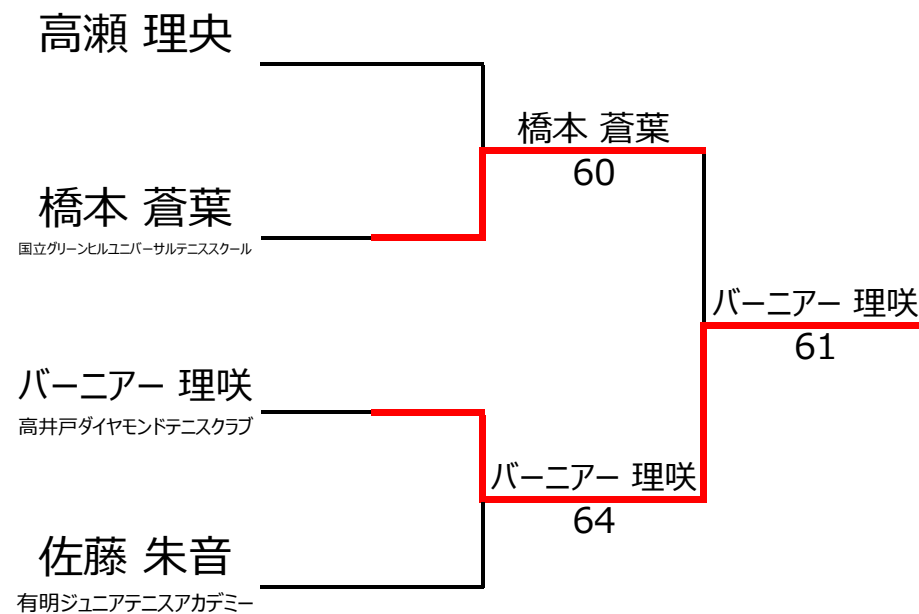 高瀬 理央
橋本 蒼葉
60
橋本 蒼葉
国立グリーンヒルユニバーサルテニススクール
バーニアー 理咲
61
バーニアー 理咲
高井戸ダイヤモンドテニスクラブ
バーニアー 理咲
64
佐藤 朱音
有明ジュニアテニスアカデミー